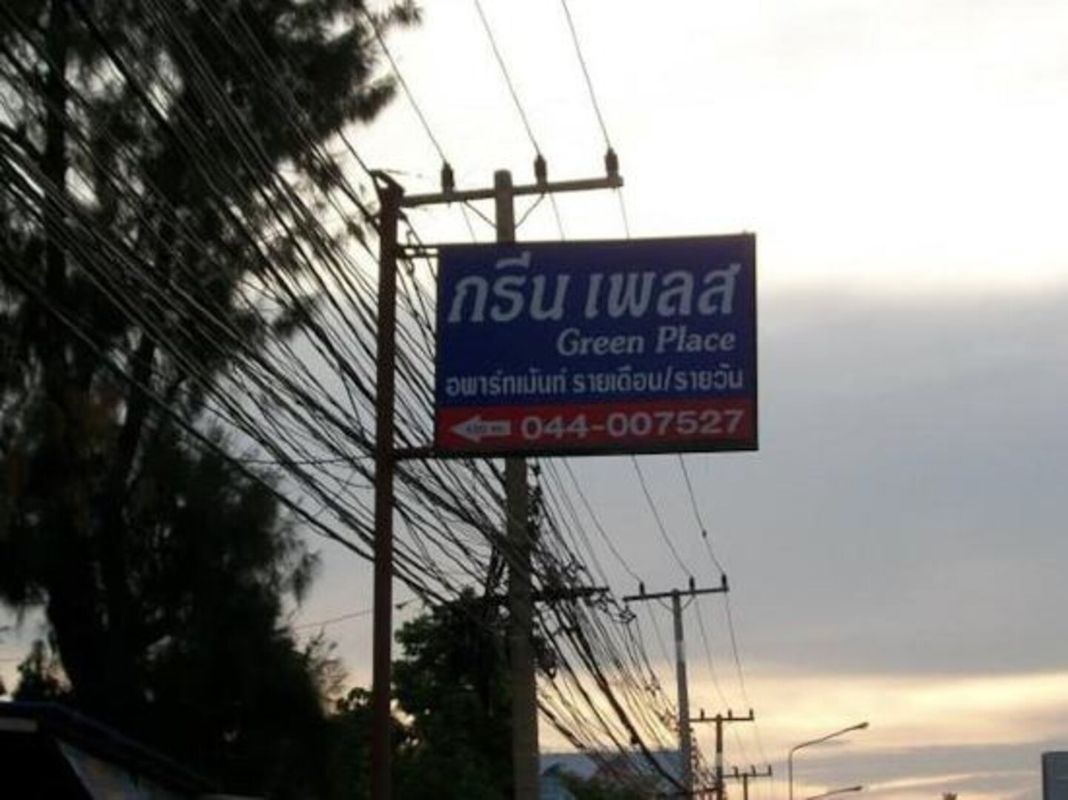 กรีน เพลส
Green Place
อพาร์ทเม้นท์ รายเดือน/รายวัน
044-007527